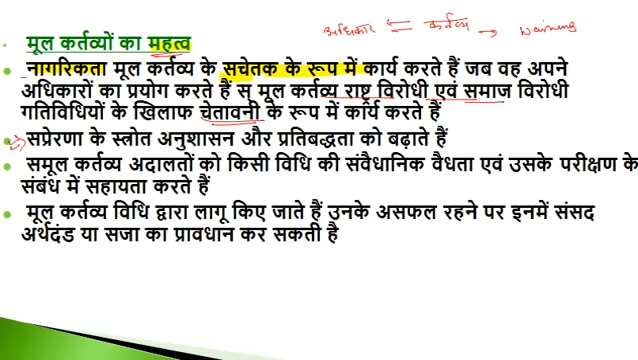 अधिकार ⇌ कर्तव्य → Warning
• मूल कर्तव्यों का महत्व
नागरिकता मूल कर्तव्य के सचेतक के रूप में कार्य करते हैं जब वह अपने
अधिकारों का प्रयोग करते हैं स् मूल कर्तव्य राष्ट्र विरोधी एवं समाज विरोधी
गतिविधियों के खिलाफ चेतावनी के रूप में कार्य करते हैं
• सप्रेरणा के स्त्रोत अनुशासन और प्रतिबद्धता को बढ़ाते हैं
• समूल कर्तव्य अदालतों को किसी विधि की संवैधानिक वैधता एवं उसके परीक्षण के
संबंध में सहायता करते हैं
• मूल कर्तव्य विधि द्वारा लागू किए जाते हैं उनके असफल रहने पर इनमें संसद
अर्थदंड या सजा का प्रावधान कर सकती है